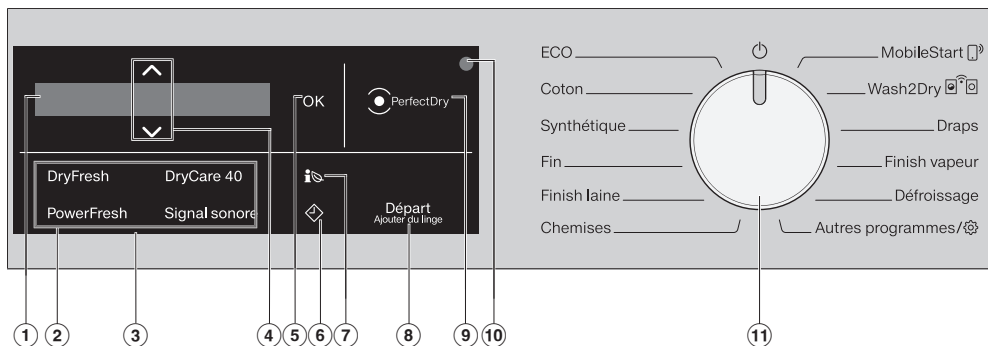 OK
PerfectDry
DryFresh
DryCare 40
PowerFresh
Signal sonore
Départ
Ajouter du linge
ECO
Coton
Synthétique
Fin
Finish laine
Chemises
MobileStart
Wash2Dry
Draps
Finish vapeur
Défroissage
Autres programmes/
1
2
3
4
5
6
7
8
9
10
11